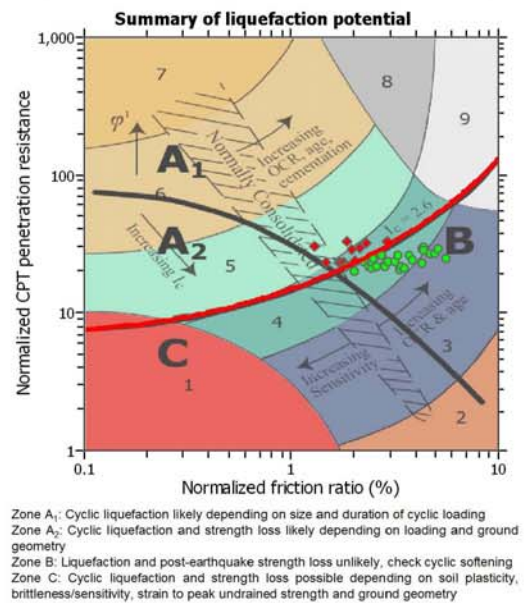 Summary of liquefaction potential
1,000
7
8
9
φ'
Increasing
OCR, age,
cementation
A₁
Normally Consolidated
100
6
I_c = 2.6
A₂
B
Increasing I_c
5
Normalized CPT penetration resistance
10
4
Increasing
OCR & age
C
3
Increasing
Sensitivity
1
2
1
0.1
1
10
Normalized friction ratio (%)
Zone A₁: Cyclic liquefaction likely depending on size and duration of cyclic loading
Zone A₂: Cyclic liquefaction and strength loss likely depending on loading and ground
geometry
Zone B: Liquefaction and post-earthquake strength loss unlikely, check cyclic softening
Zone C: Cyclic liquefaction and strength loss possible depending on soil plasticity,
brittleness/sensitivity, strain to peak undrained strength and ground geometry